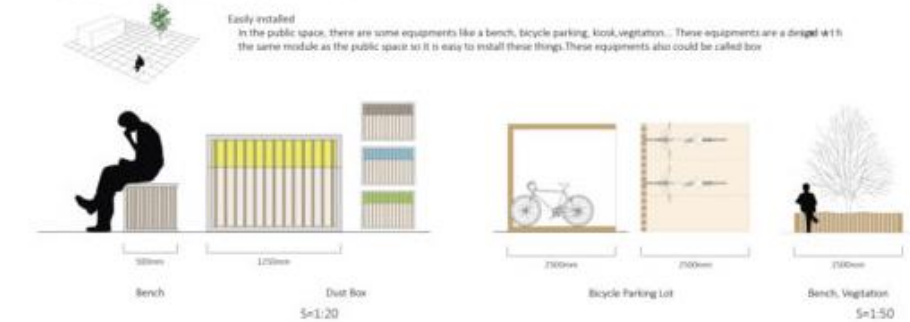 Easily installed
In the public space, there are some equipments like a bench, bicycle parking, kiosk,vegitation... These equipments are a
the same module as the public space so it is easy to install these things.These equipments also could be called box
500mm
1250mm
2500mm
2500mm
2500mm
Bench
Dust Box
Bicycle Parking Lot
Bench, Vegitation
S=1:20
S=1:50